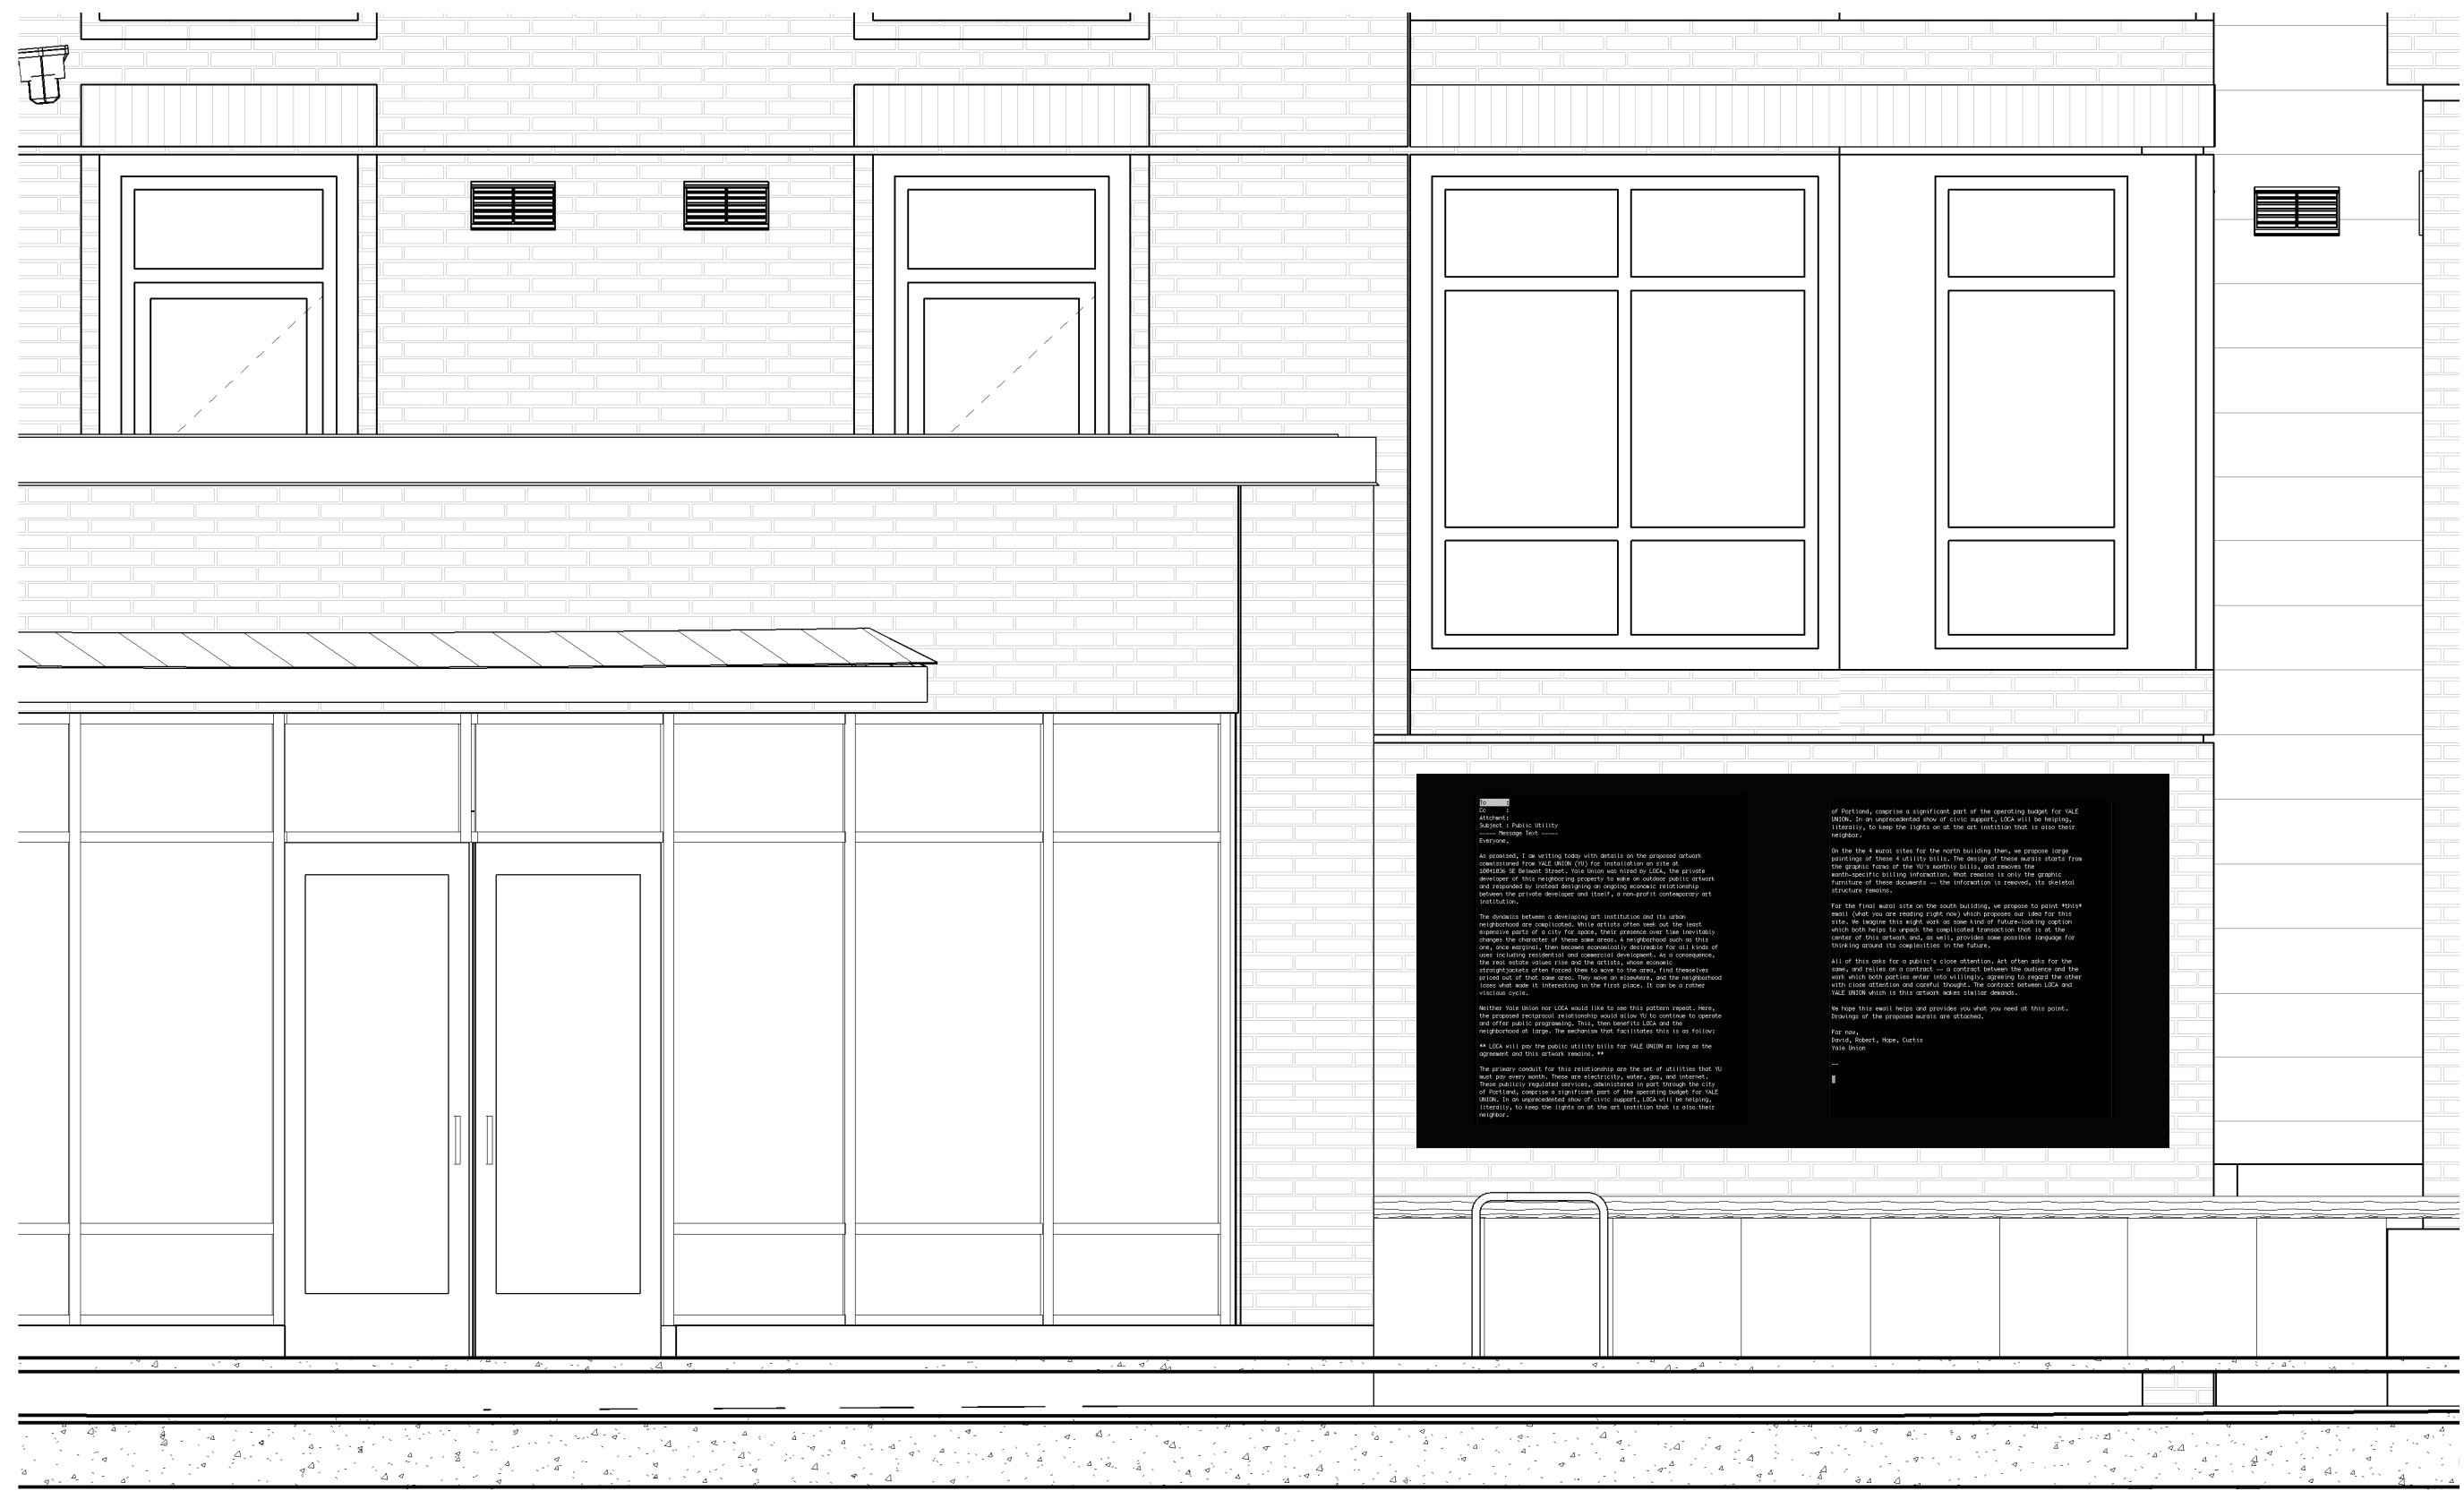 To :
Cc :
Attchmnt:
Subject : Public Utility
----- Message Text -----
Everyone,
As promised, I am writing today with details on the proposed artwork
commissioned from YALE UNION (YU) for installation on site at
10041036 SE Belmont Street. Yale Union was hired by LOCA, the private
developer of this neighboring property to make an outdoor public artwork
and responded by instead designing an ongoing economic relationship
between the private developer and itself, a non-profit contemporary art
institution.
The dynamics between a developing art institution and its urban
neighborhood are complicated. While artists often seek out the least
expensive parts of a city for space, their presence over time inevitably
changes the character of these same areas. A neighborhood such as this
one, once marginal, then becomes economically desireable for all kinds of
uses including residential and commercial development. As a consequence,
the real estate values rise and the artists, whose economic
straightjackets often forced them to move to the area, find themselves
priced out of that same area. They move on elsewhere, and the neighborhood
loses what made it interesting in the first place. It can be a rather
viscious cycle.
Neither Yale Union nor LOCA would like to see this pattern repeat. Here,
the proposed reciprocal relationship would allow YU to continue to operate
and offer public programming. This, then benefits LOCA and the
neighborhood at large. The mechanism that facilitates this is as follow:
** LOCA will pay the public utility bills for YALE UNION as long as the
agreement and this artwork remains. **
The primary conduit for this relationship are the set of utilities that YU
must pay every month. These are electricity, water, gas, and internet.
These publicly regulated services, administered in part through the city
of Portland, comprise a significant part of the operating budget for YALE
UNION. In an unprecedented show of civic support, LOCA will be helping,
literally, to keep the lights on at the art instition that is also their
neighbor.
of Portland, comprise a significant part of the operating budget for YALE
UNION. In an unprecedented show of civic support, LOCA will be helping,
literally, to keep the lights on at the art instition that is also their
neighbor.
On the the 4 mural sites for the north building then, we propose large
paintings of these 4 utility bills. The design of these murals starts from
the graphic forms of the YU's monthly bills, and removes the
month-specific billing information. What remains is only the graphic
furniture of these documents -- the information is removed, its skeletal
structure remains.
For the final mural site on the south building, we propose to paint *this*
email (what you are reading right now) which proposes our idea for this
site. We imagine this might work as some kind of future-looking caption
which both helps to unpack the complicated transaction that is at the
center of this artwork and, as well, provides some possible language for
thinking around its complexities in the future.
All of this asks for a public's close attention. Art often asks for the
same, and relies on a contract -- a contract between the audience and the
work which both parties enter into willingly, agreeing to regard the other
with close attention and careful thought. The contract between LOCA and
YALE UNION which is this artwork makes similar demands.
We hope this email helps and provides you what you need at this point.
Drawings of the proposed murals are attached.
For now,
David, Robert, Hope, Curtis
Yale Union
--